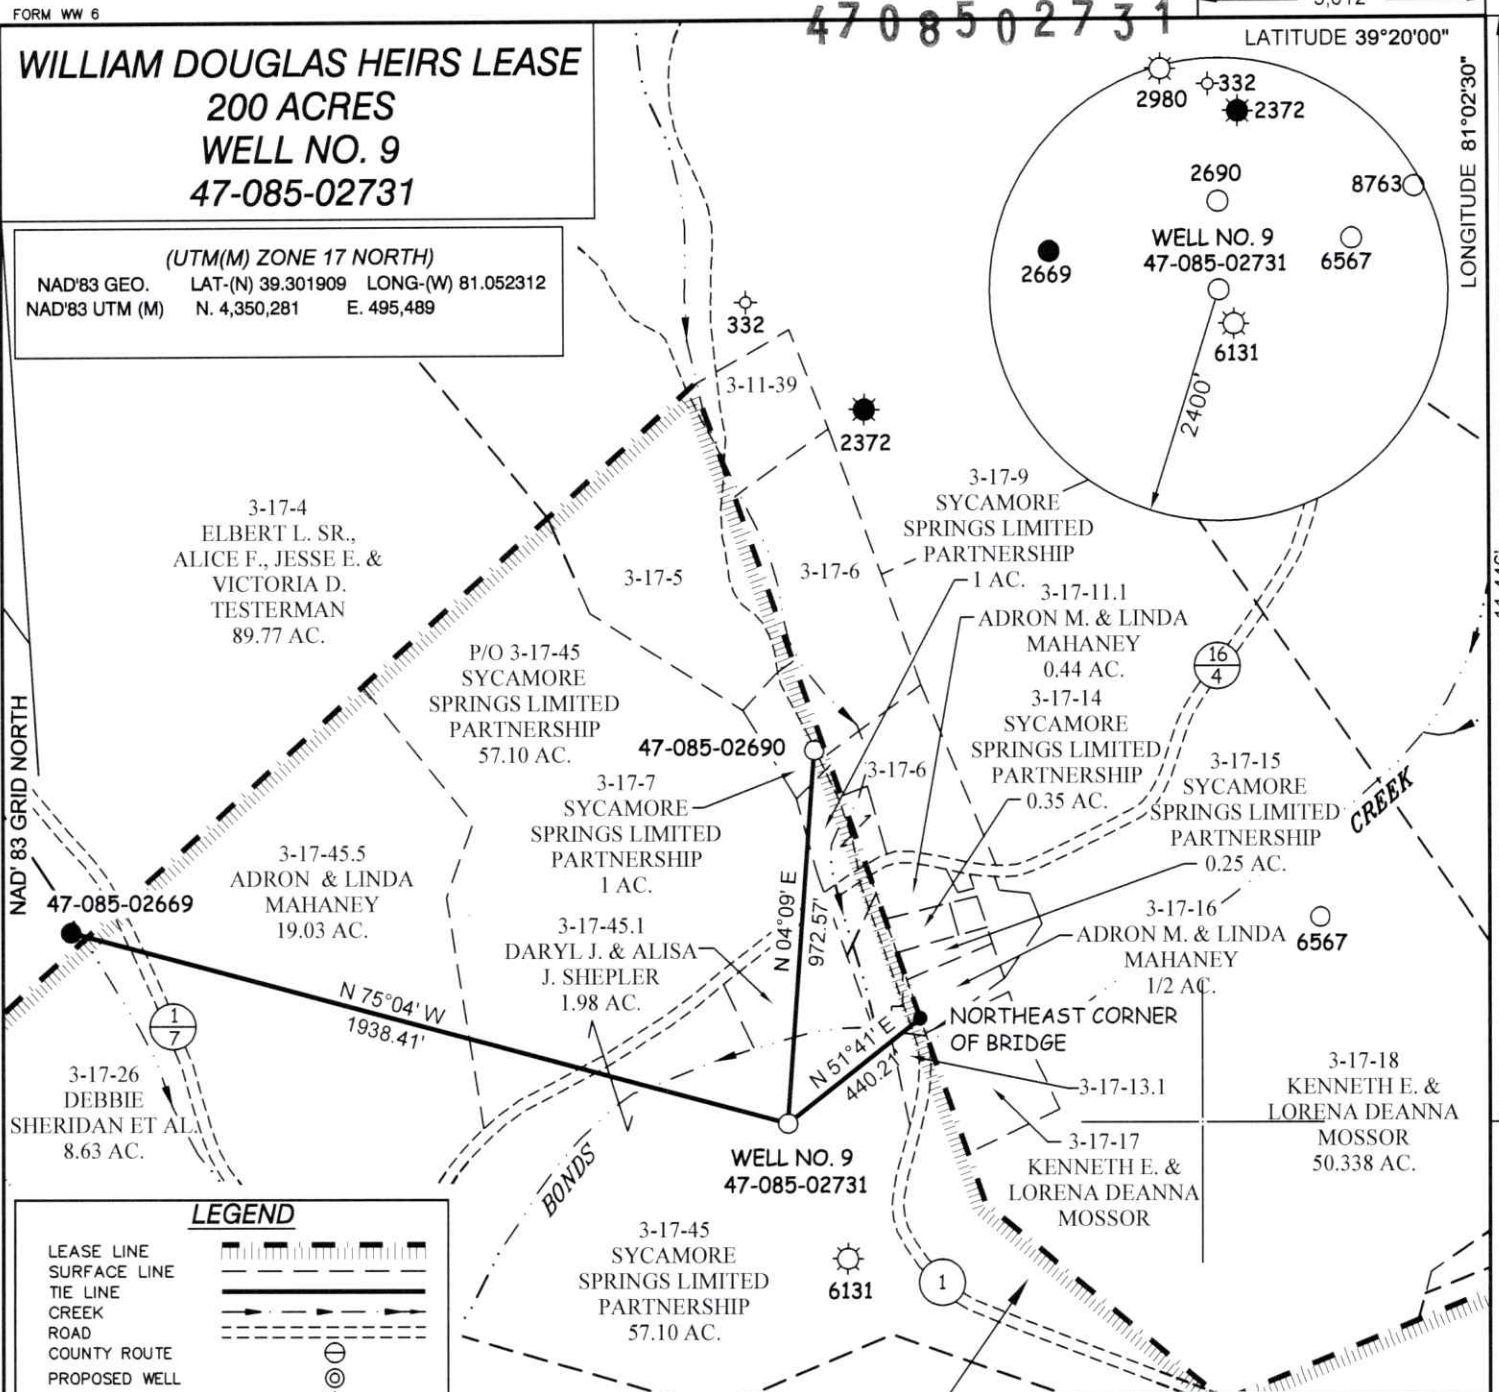 FORM WW 6
4708502731
LATITUDE 39°20'00"
LONGITUDE 81°02'30"
WILLIAM DOUGLAS HEIRS LEASE
200 ACRES
WELL NO. 9
47-085-02731
(UTM(M) ZONE 17 NORTH)
NAD'83 GEO. LAT-(N) 39.301909 LONG-(W) 81.052312
NAD'83 UTM (M) N. 4,350,281 E. 495,489
2980
332
2372
2690
8763
WELL NO. 9
47-085-02731
2669
6567
6131
2400'
332
3-11-39
2372
3-17-4
ELBERT L. SR.,
ALICE F., JESSE E. &
VICTORIA D.
TESTERMAN
89.77 AC.
3-17-5
3-17-6
3-17-9
SYCAMORE
SPRINGS LIMITED
PARTNERSHIP
1 AC.
3-17-11.1
ADRON M. & LINDA
MAHANEY
0.44 AC.
16
4
P/O 3-17-45
SYCAMORE
SPRINGS LIMITED
PARTNERSHIP
57.10 AC.
3-17-14
SYCAMORE
SPRINGS LIMITED
PARTNERSHIP
0.35 AC.
47-085-02690
3-17-6
3-17-7
SYCAMORE
SPRINGS LIMITED
PARTNERSHIP
1 AC.
3-17-15
SYCAMORE
SPRINGS LIMITED
PARTNERSHIP
0.25 AC.
CREEK
NAD' 83 GRID NORTH
3-17-45.5
ADRON & LINDA
MAHANEY
19.03 AC.
47-085-02669
3-17-45.1
DARYL J. & ALISA
J. SHEPLER
1.98 AC.
N 04°09' E
972.57'
3-17-16
ADRON M. & LINDA
MAHANEY
1/2 AC.
6567
N 75°04' W
1938.41'
1
7
N 51°41' E
440.21'
NORTHEAST CORNER
OF BRIDGE
3-17-26
DEBBIE
SHERIDAN ET AL
8.63 AC.
3-17-13.1
3-17-18
KENNETH E. &
LORENA DEANNA
MOSSOR
50.338 AC.
3-17-17
KENNETH E. &
LORENA DEANNA
MOSSOR
WELL NO. 9
47-085-02731
BONDS
3-17-45
SYCAMORE
SPRINGS LIMITED
PARTNERSHIP
57.10 AC.
6131
1
LEGEND
LEASE LINE
SURFACE LINE
TIE LINE
CREEK
ROAD
COUNTY ROUTE
PROPOSED WELL